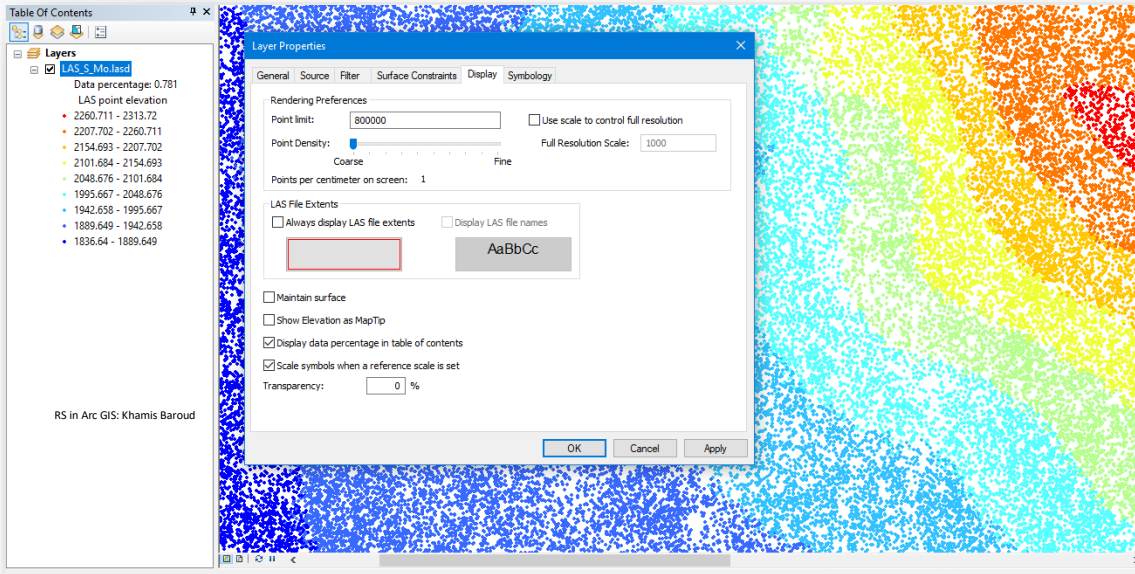 Table Of Contents
Layers
LAS_S_Mo.lasd
Data percentage: 0.781
LAS point elevation
2260.711 - 2313.72
2207.702 - 2260.711
2154.693 - 2207.702
2101.684 - 2154.693
2048.676 - 2101.684
1995.667 - 2048.676
1942.658 - 1995.667
1889.649 - 1942.658
1836.64 - 1889.649
RS in Arc GIS: Khamis Baroud
Layer Properties
General Source Filter Surface Constraints Display Symbology
Rendering Preferences
Point limit: 800000 Use scale to control full resolution
Point Density: Full Resolution Scale: 1000
Coarse Fine
Points per centimeter on screen: 1
LAS File Extents
Always display LAS file extents Display LAS file names
AaBbCc
Maintain surface
Show Elevation as MapTip
Display data percentage in table of contents
Scale symbols when a reference scale is set
Transparency: 0 %
OK Cancel Apply